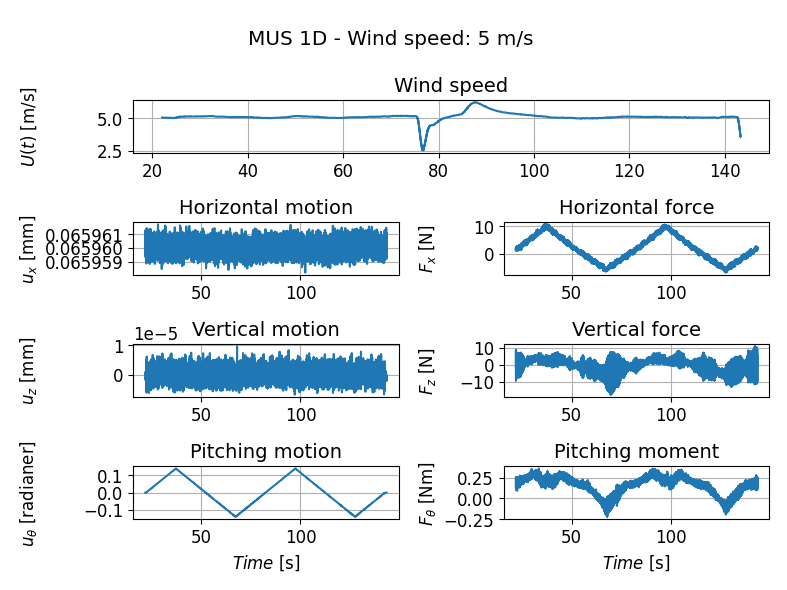 MUS 1D - Wind speed: 5 m/s
Wind speed
U(t) [m/s]
5.0
2.5
20 40 60 80 100 120 140
Horizontal motion
u_x [mm]
0.065961
0.065960
0.065959
50 100
Horizontal force
F_x [N]
10
0
50 100
Vertical motion
1e−5
u_z [mm]
1
0
50 100
Vertical force
F_z [N]
10
0
−10
50 100
Pitching motion
u_θ [radianer]
0.1
0.0
−0.1
50 100
Time [s]
Pitching moment
F_θ [Nm]
0.25
0.00
−0.25
50 100
Time [s]